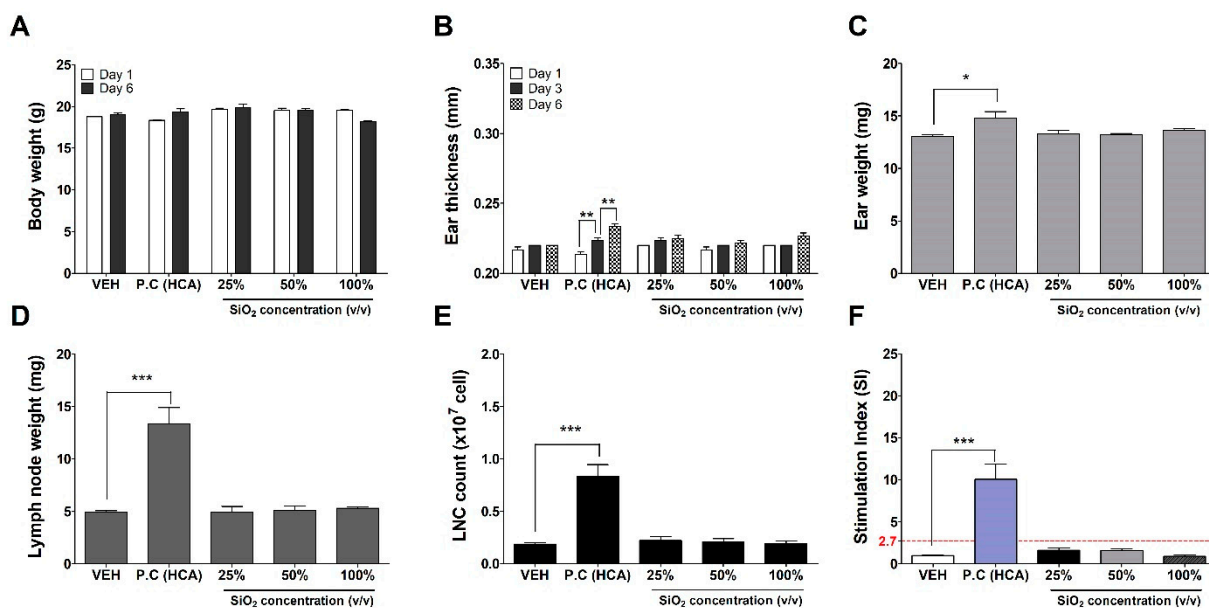 A
Body weight (g)
25
20
15
10
5
0
Day 1
Day 6
VEH P.C (HCA) 25% 50% 100%
SiO₂ concentration (v/v)
B
Ear thickness (mm)
0.35
0.30
0.25
0.20
Day 1
Day 3
Day 6
** **
VEH P.C (HCA) 25% 50% 100%
SiO₂ concentration (v/v)
C
Ear weight (mg)
20
15
10
5
0
*
VEH P.C (HCA) 25% 50% 100%
SiO₂ concentration (v/v)
D
Lymph node weight (mg)
20
15
10
5
0
***
VEH P.C (HCA) 25% 50% 100%
SiO₂ concentration (v/v)
E
LNC count (x10⁷ cell)
2.0
1.5
1.0
0.5
0.0
***
VEH P.C (HCA) 25% 50% 100%
SiO₂ concentration (v/v)
F
Stimulation Index (SI)
25
20
15
10
5
2.7
0
***
VEH P.C (HCA) 25% 50% 100%
SiO₂ concentration (v/v)